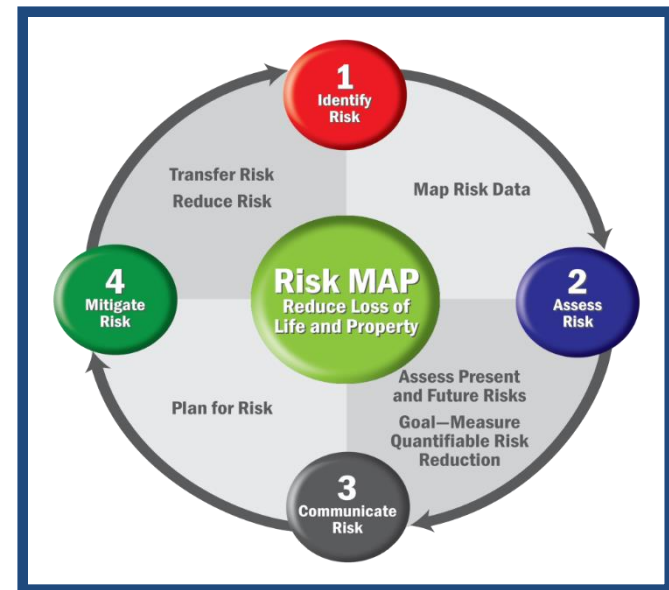 1
Identify
Risk
Transfer Risk
Reduce Risk
Map Risk Data
4
Mitigate
Risk
Risk MAP
Reduce Loss of
Life and Property
2
Assess
Risk
Plan for Risk
Assess Present
and Future Risks
Goal—Measure
Quantifiable Risk
Reduction
3
Communicate
Risk